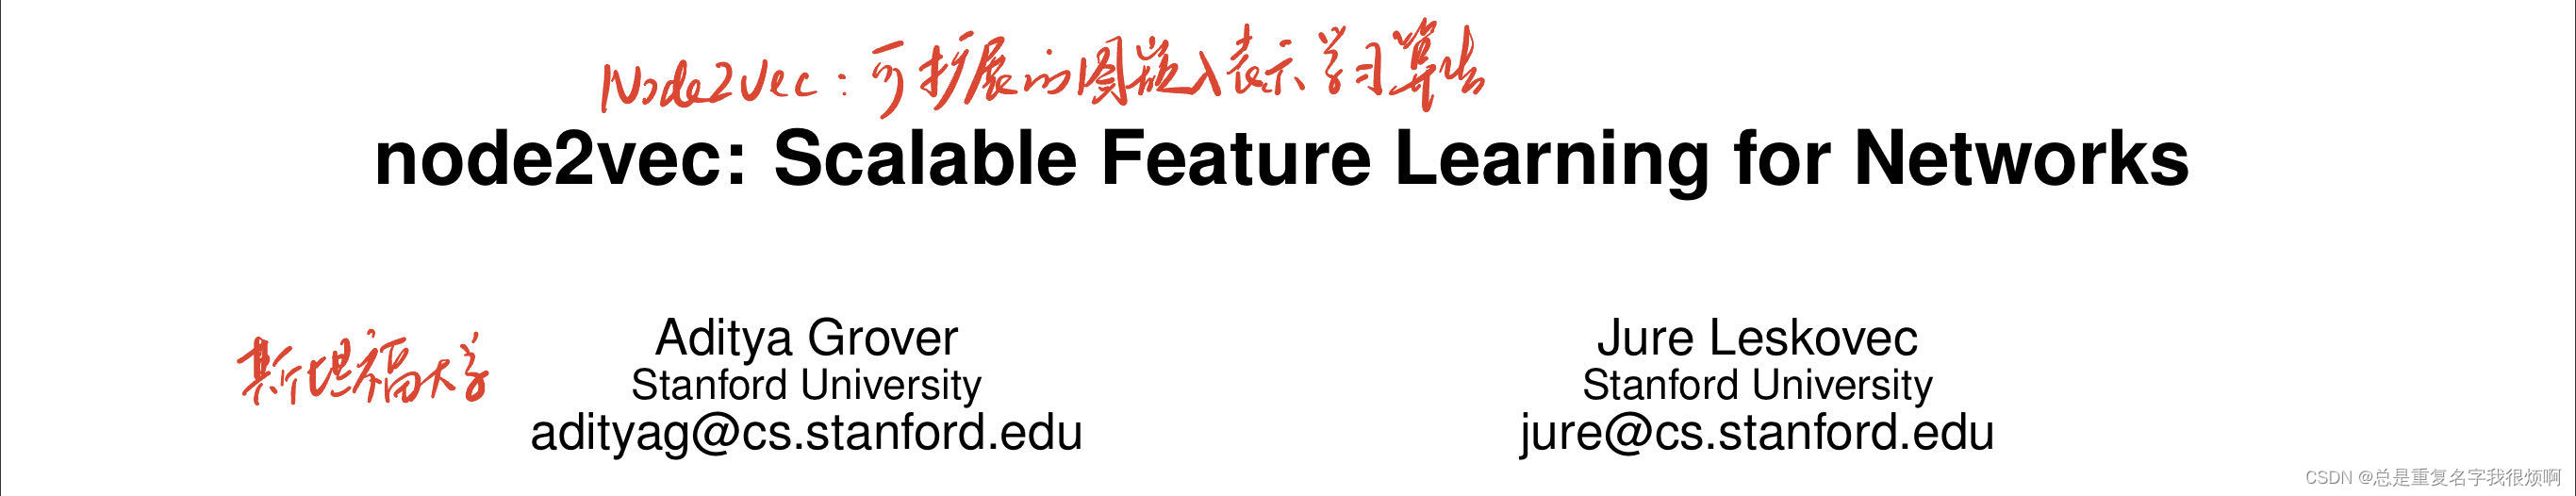 Node2Vec：可扩展的图嵌入表示学习算法
node2vec: Scalable Feature Learning for Networks
斯坦福大学
Aditya Grover
Stanford University
adityag@cs.stanford.edu
Jure Leskovec
Stanford University
jure@cs.stanford.edu
CSDN @总是重复名字我很烦啊